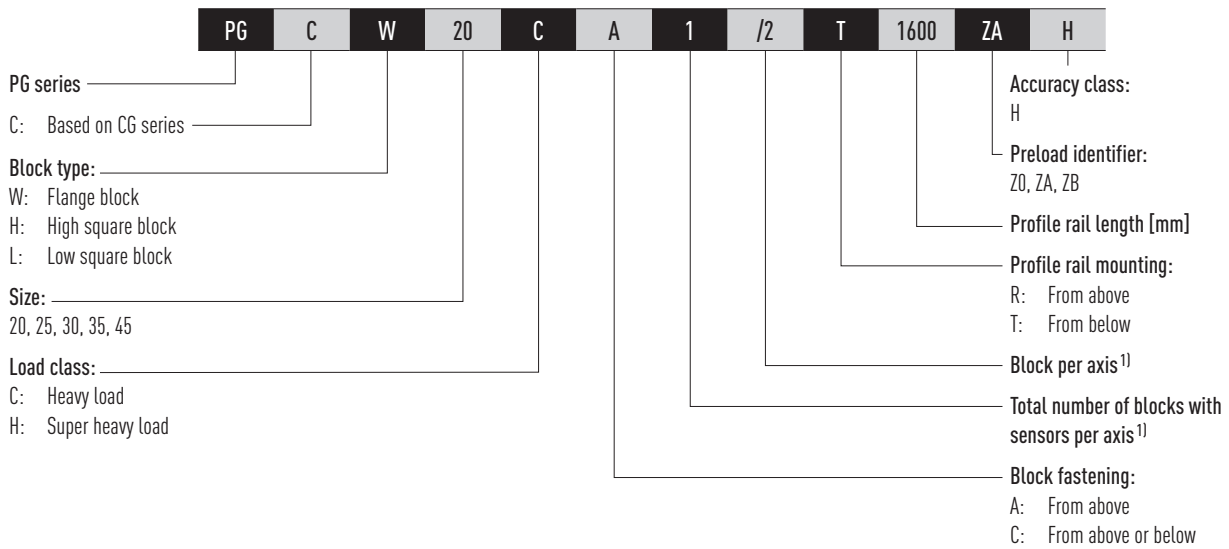 PG C W 20 C A 1 /2 T 1600 ZA H
PG series
C: Based on CG series
Block type:
W: Flange block
H: High square block
L: Low square block
Size:
20, 25, 30, 35, 45
Load class:
C: Heavy load
H: Super heavy load
Accuracy class:
H
Preload identifier:
Z0, ZA, ZB
Profile rail length [mm]
Profile rail mounting:
R: From above
T: From below
Block per axis 1)
Total number of blocks with
sensors per axis 1)
Block fastening:
A: From above
C: From above or below